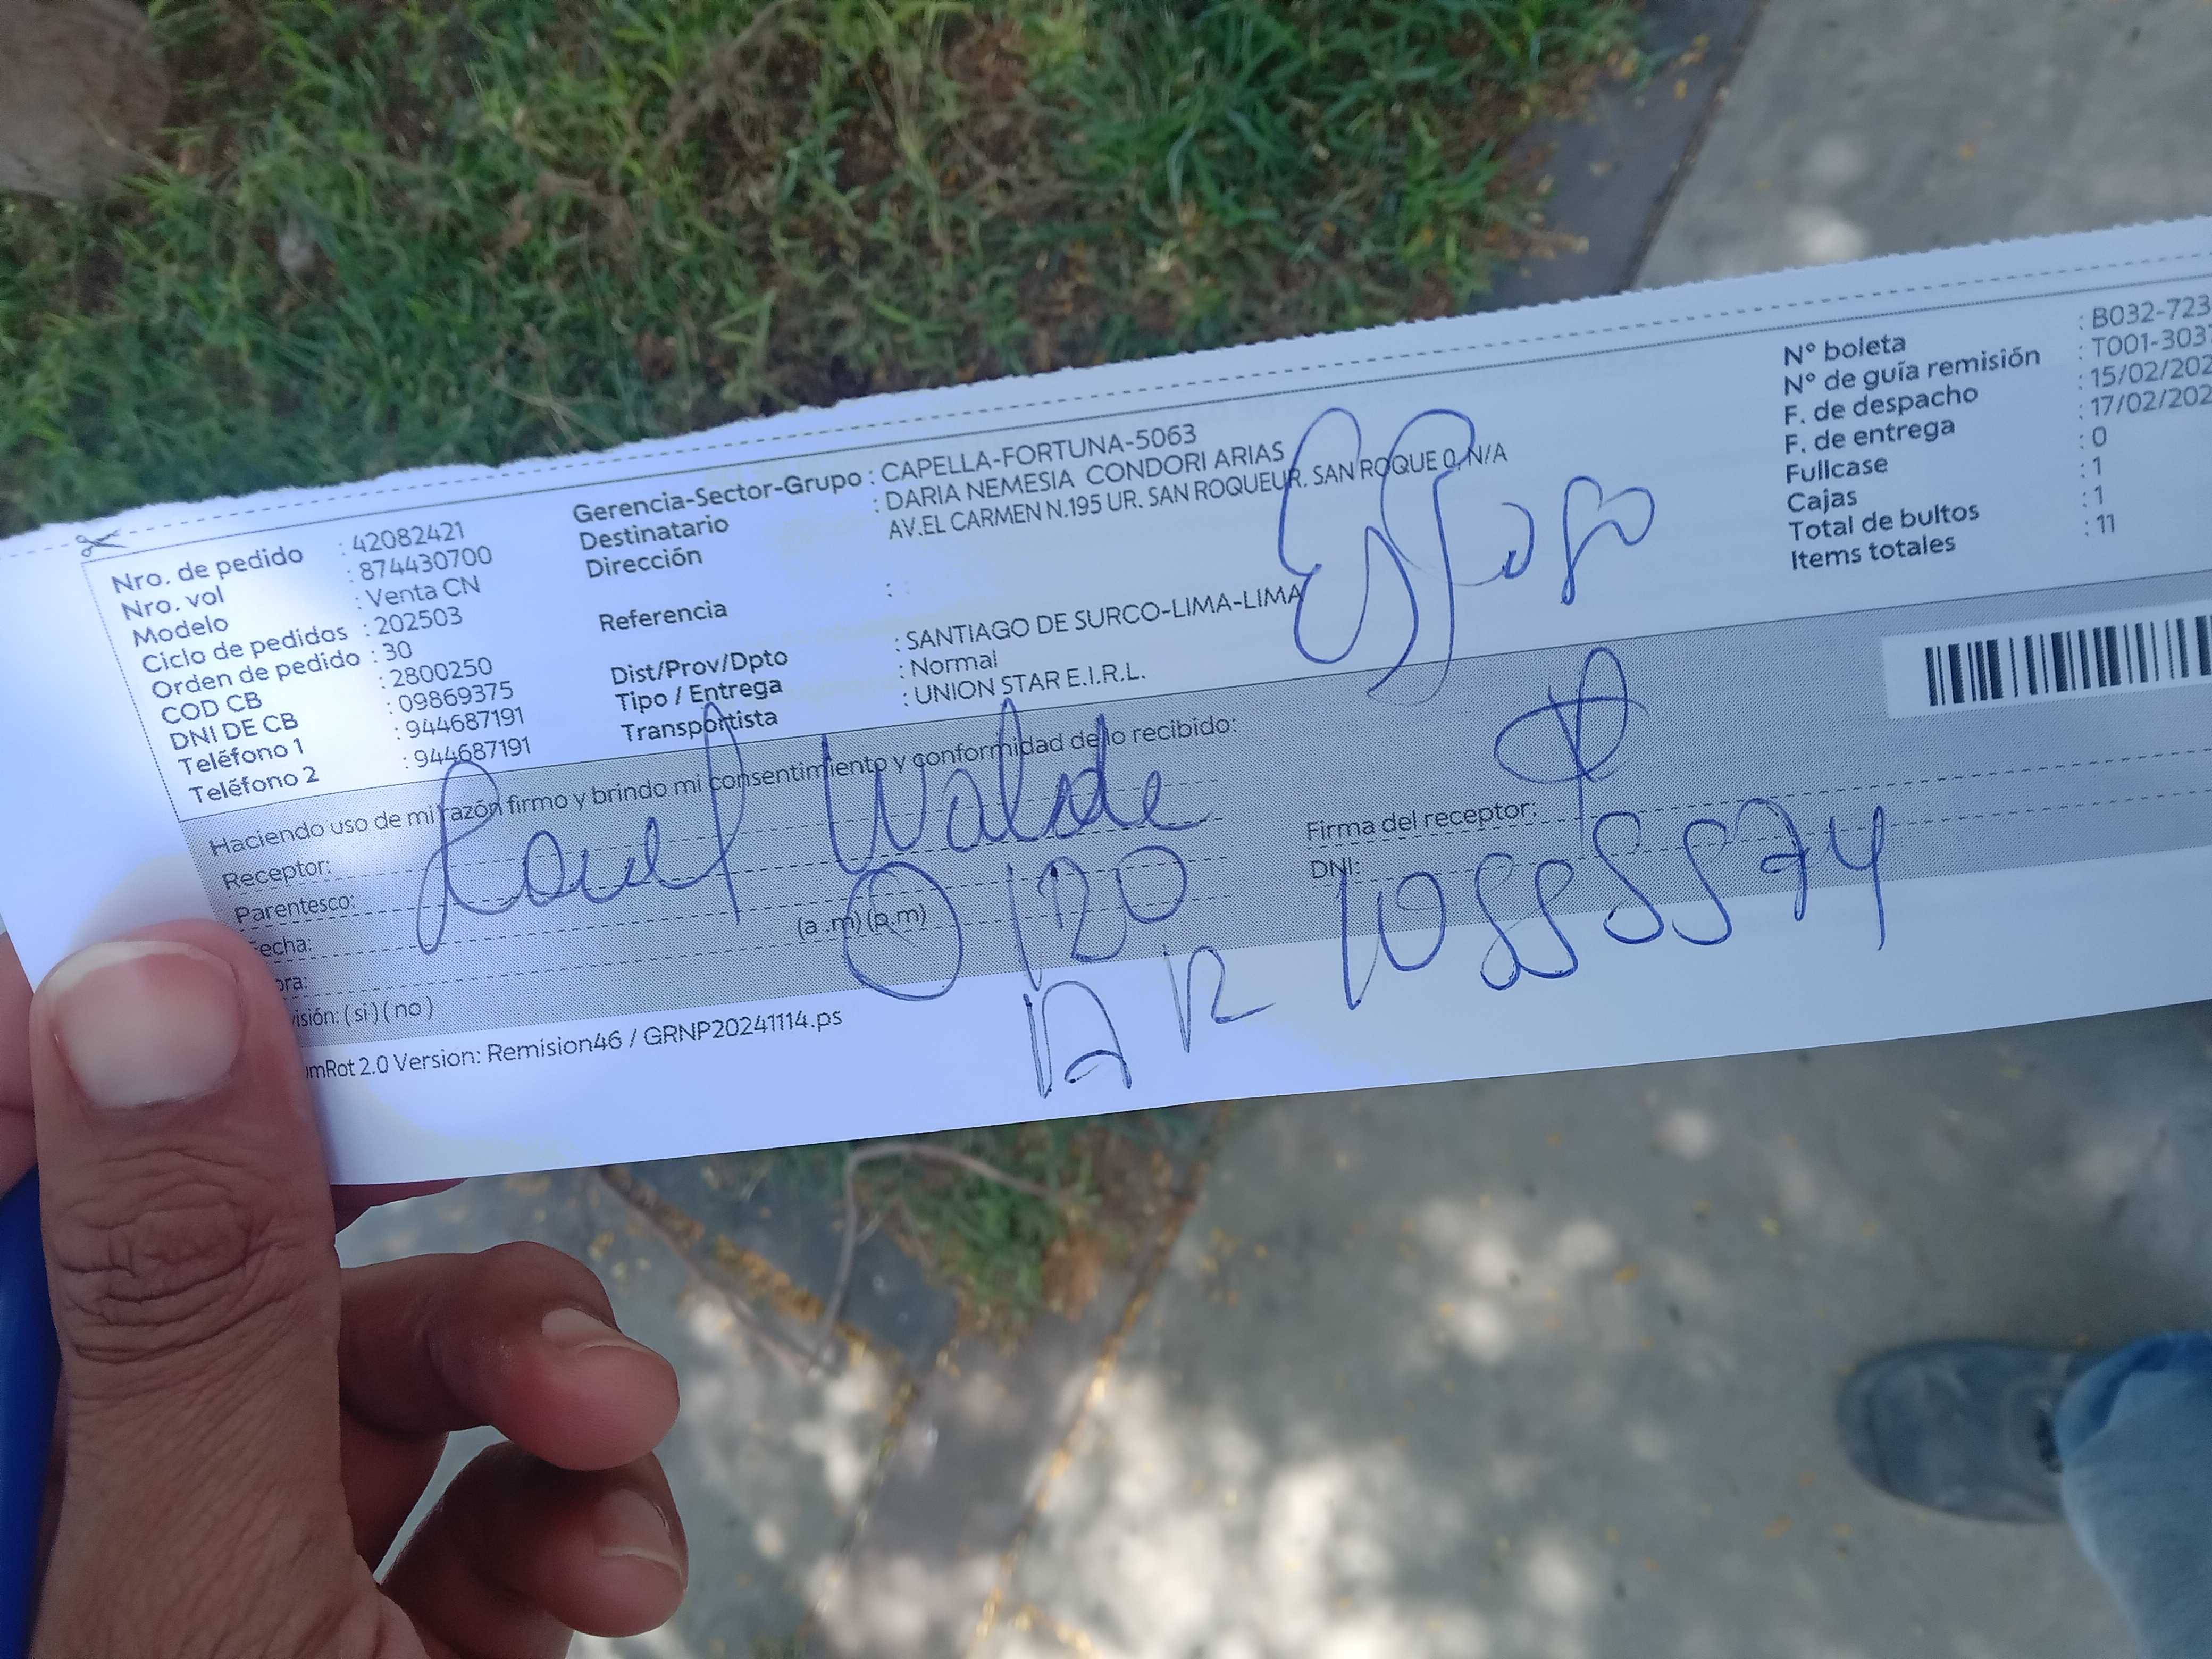 Nro. de pedido : 42082421
Nro. vol : 874430700
Modelo : Venta CN
Ciclo de pedidos : 202503
Orden de pedido : 30
COD CB : 2800250
DNI DE CB : 09869375
Teléfono 1 : 944687191
Teléfono 2 : 944687191
Gerencia-Sector-Grupo : CAPELLA-FORTUNA-5063
Destinatario : DARIA NEMESIA CONDORI ARIAS
Dirección AV.EL CARMEN N.195 UR. SAN ROQUEUR. SAN ROQUE 0, N/A
Referencia :
Dist/Prov/Dpto : SANTIAGO DE SURCO-LIMA-LIMA
Tipo / Entrega : Normal
Transportista : UNION STAR E.I.R.L.
N° boleta : B032-723
N° de guía remisión : T001-303
F. de despacho : 15/02/202
F. de entrega : 17/02/202
Fullcase : 0
Cajas : 1
Total de bultos : 1
Items totales : 11
Esposo
Haciendo uso de mi razón firmo y brindo mi consentimiento y conformidad de lo recibido:
Receptor:
Parentesco:
echa:
ora:
(a .m) (p.m)
visión: ( si ) ( no )
Firma del receptor:
DNI:
mRot 2.0 Version: Remision46 / GRNP20241114.ps